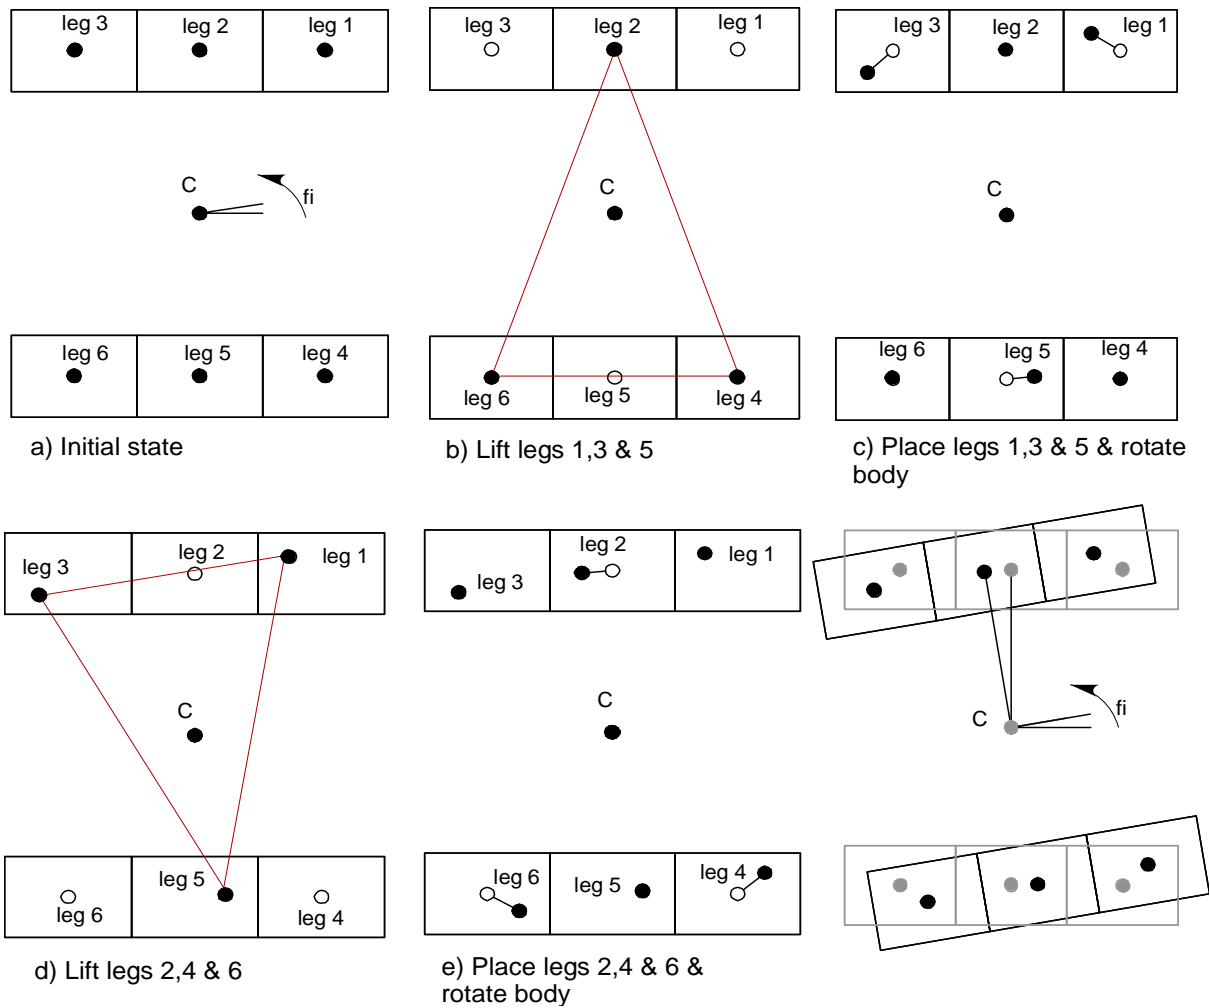 leg 3 leg 2 leg 1
C
fi
leg 6 leg 5 leg 4
a) Initial state
leg 3 leg 2 leg 1
C
leg 6 leg 5 leg 4
b) Lift legs 1,3 & 5
leg 3 leg 2 leg 1
C
leg 6 leg 5 leg 4
c) Place legs 1,3 & 5 & rotate
body
leg 3 leg 2 leg 1
C
leg 6 leg 5 leg 4
d) Lift legs 2,4 & 6
leg 3 leg 2 leg 1
C
leg 6 leg 5 leg 4
e) Place legs 2,4 & 6 &
rotate body
C
fi